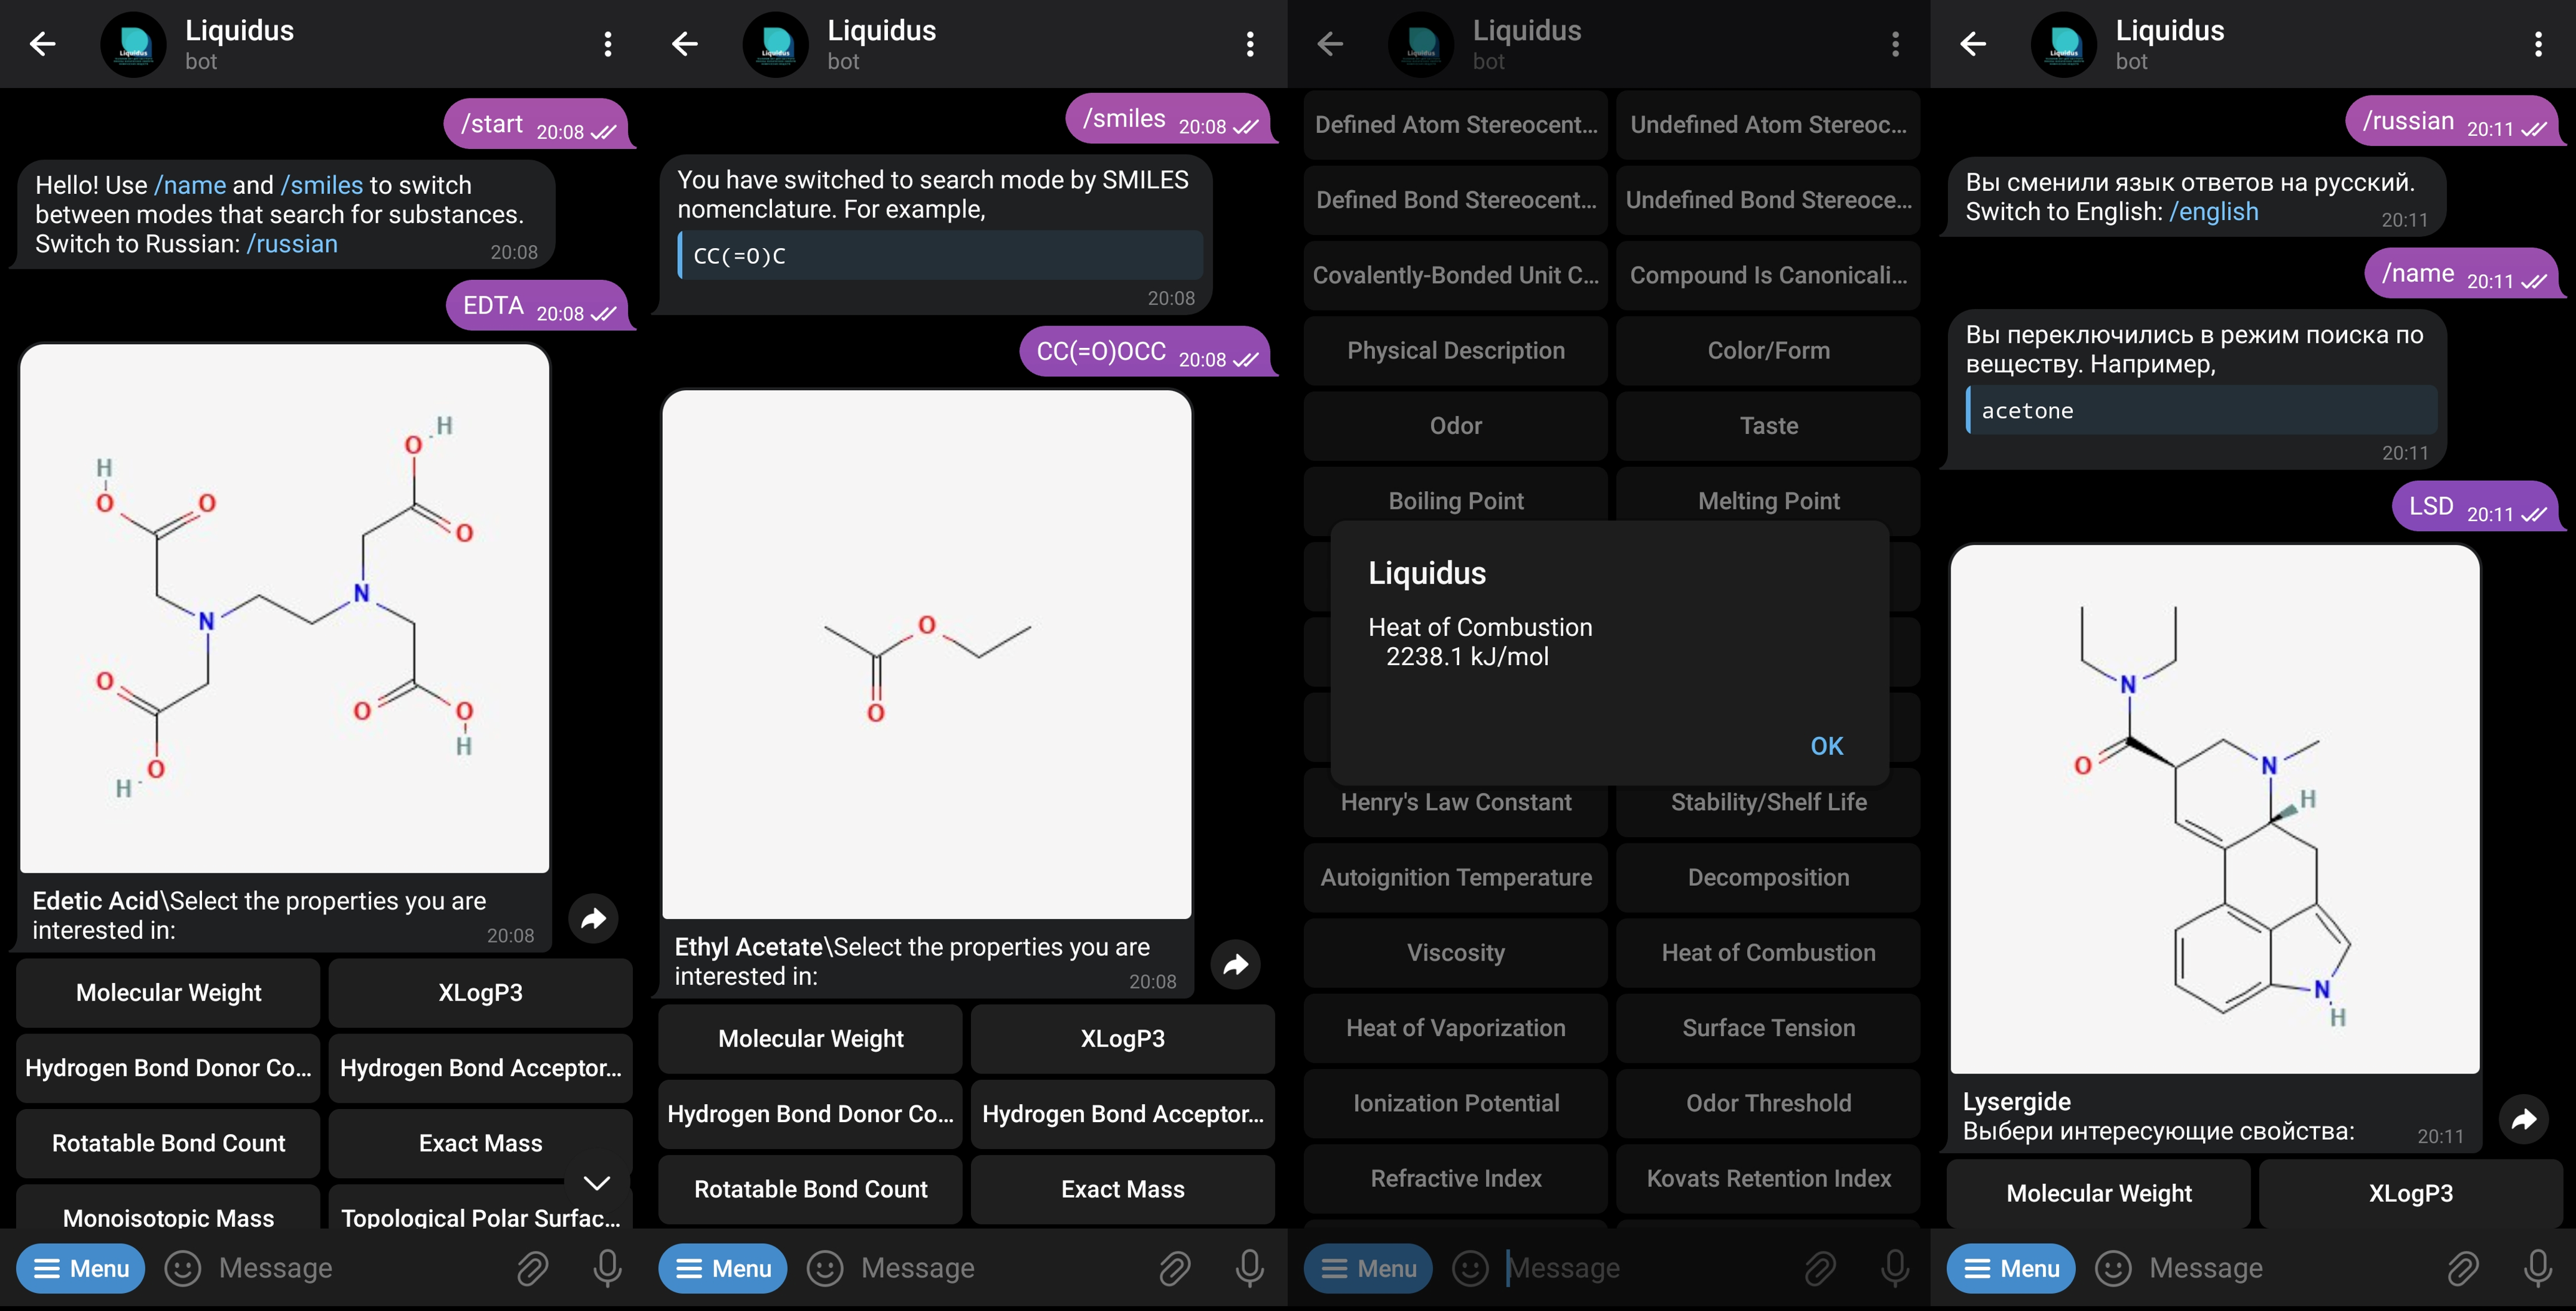 Liquidus
bot
/start 20:08
Hello! Use /name and /smiles to switch
between modes that search for substances.
Switch to Russian: /russian
20:08
EDTA 20:08
H
O
H
O
O
O
N
N
O
O
O
H
O
H
Edetic Acid\Select the properties you are
interested in:
20:08
Molecular Weight
XLogP3
Hydrogen Bond Donor Co...
Hydrogen Bond Acceptor...
Rotatable Bond Count
Exact Mass
Monoisotopic Mass
Topological Polar Surfac...
Menu
Message
Liquidus
bot
/smiles 20:08
You have switched to search mode by SMILES
nomenclature. For example,
CC(=O)C
20:08
CC(=O)OCC 20:08
O
O
Ethyl Acetate\Select the properties you are
interested in:
20:08
Molecular Weight
XLogP3
Hydrogen Bond Donor Co...
Hydrogen Bond Acceptor...
Rotatable Bond Count
Exact Mass
Menu
Message
Liquidus
bot
Defined Atom Stereocent...
Undefined Atom Stereoc...
Defined Bond Stereocent...
Undefined Bond Stereoce...
Covalently-Bonded Unit C...
Compound Is Canonicali...
Physical Description
Color/Form
Odor
Taste
Boiling Point
Melting Point
Liquidus
Heat of Combustion
2238.1 kJ/mol
OK
Henry's Law Constant
Stability/Shelf Life
Autoignition Temperature
Decomposition
Viscosity
Heat of Combustion
Heat of Vaporization
Surface Tension
Ionization Potential
Odor Threshold
Refractive Index
Kovats Retention Index
Menu
Message
Liquidus
bot
/russian 20:11
Вы сменили язык ответов на русский.
Switch to English: /english
20:11
/name 20:11
Вы переключились в режим поиска по
веществу. Например,
acetone
20:11
LSD 20:11
N
O
N
H
N
H
Lysergide
Выбери интересующие свойства:
20:11
Molecular Weight
XLogP3
Menu
Message